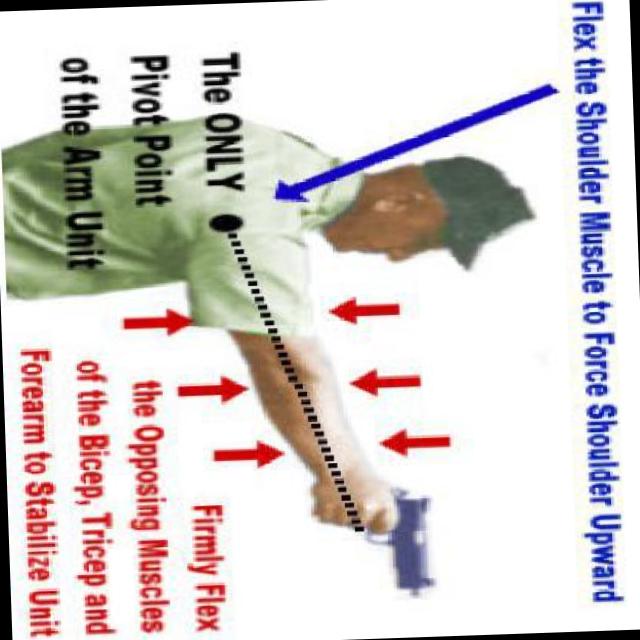 Flex the Shoulder Muscle to Force Shoulder Upward
The ONLY
Pivot Point
of the Arm Unit
Firmly Flex
the Opposing Muscles
of the Bicep, Tricep and
Forearm to Stabilize Unit